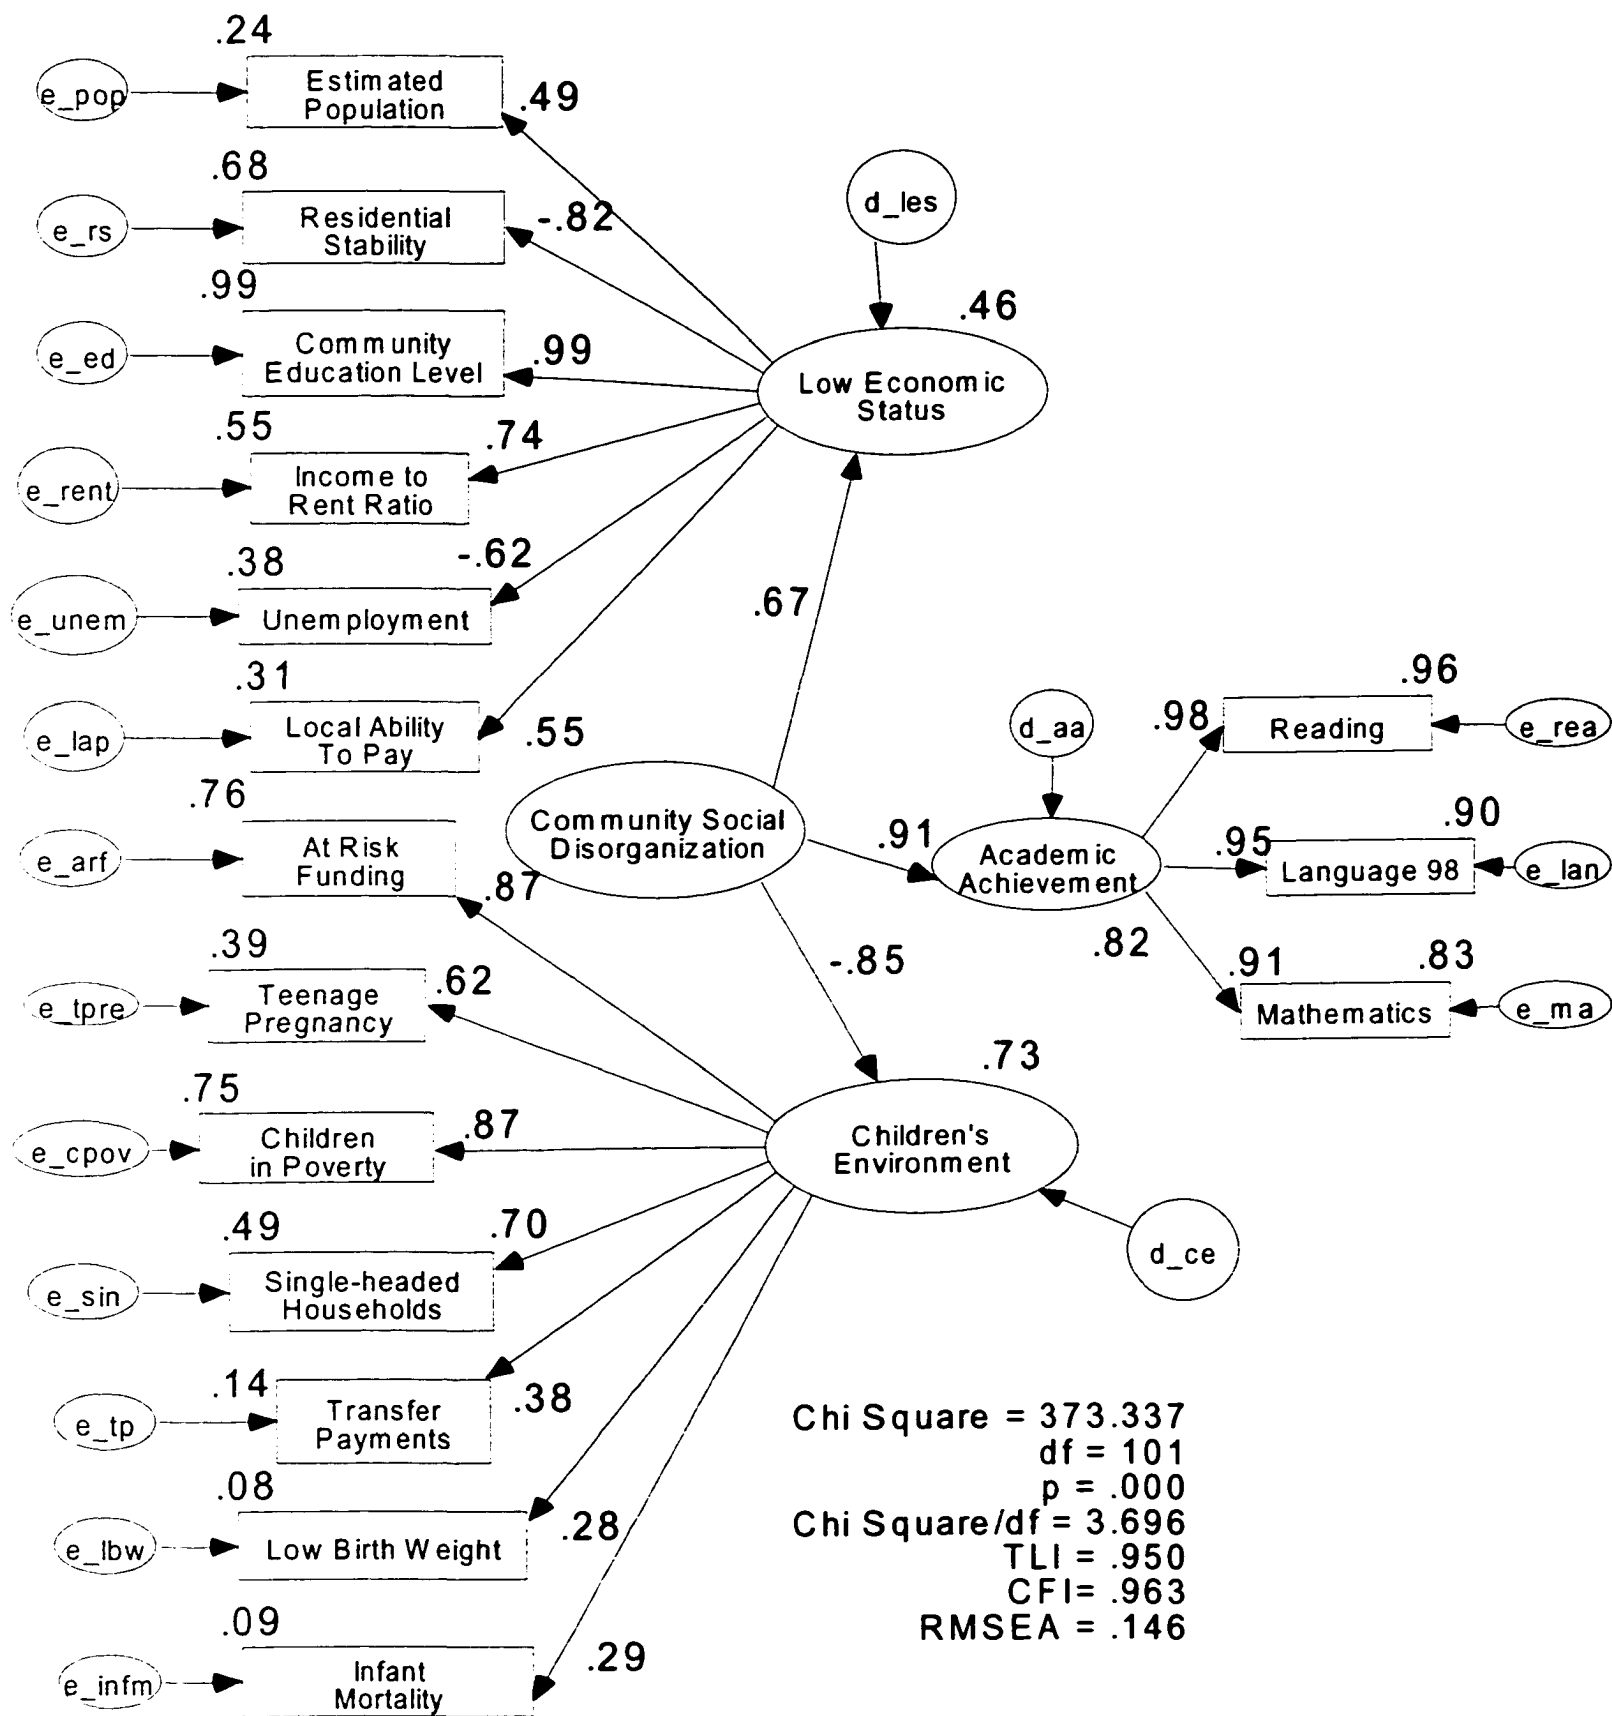 .24
e_pop
Estimated
Population
.49
.68
e_rs
Residential
Stability
-.82
d_les
.99
e_ed
Community
Education Level
.99
.46
Low Economic
Status
.55
e_rent
Income to
Rent Ratio
.74
.38
e_unem
Unemployment
-.62
.67
.31
e_lap
Local Ability
To Pay
.55
.76
e_arf
At Risk
Funding
.87
Community Social
Disorganization
.91
d_aa
Academic
Achievement
.82
.98
.96
Reading
e_rea
.95
.90
Language 98
e_lan
.91
.83
Mathematics
e_ma
-.85
.39
e_tpre
Teenage
Pregnancy
.62
.75
e_cpov
Children
in Poverty
.87
.73
Children's
Environment
d_ce
.49
e_sin
Single-headed
Households
.70
.14
e_tp
Transfer
Payments
.38
.08
e_lbw
Low Birth Weight
.28
.09
e_infm
Infant
Mortality
.29
Chi Square = 373.337
df = 101
p = .000
Chi Square/df = 3.696
TLI = .950
CFI= .963
RMSEA = .146